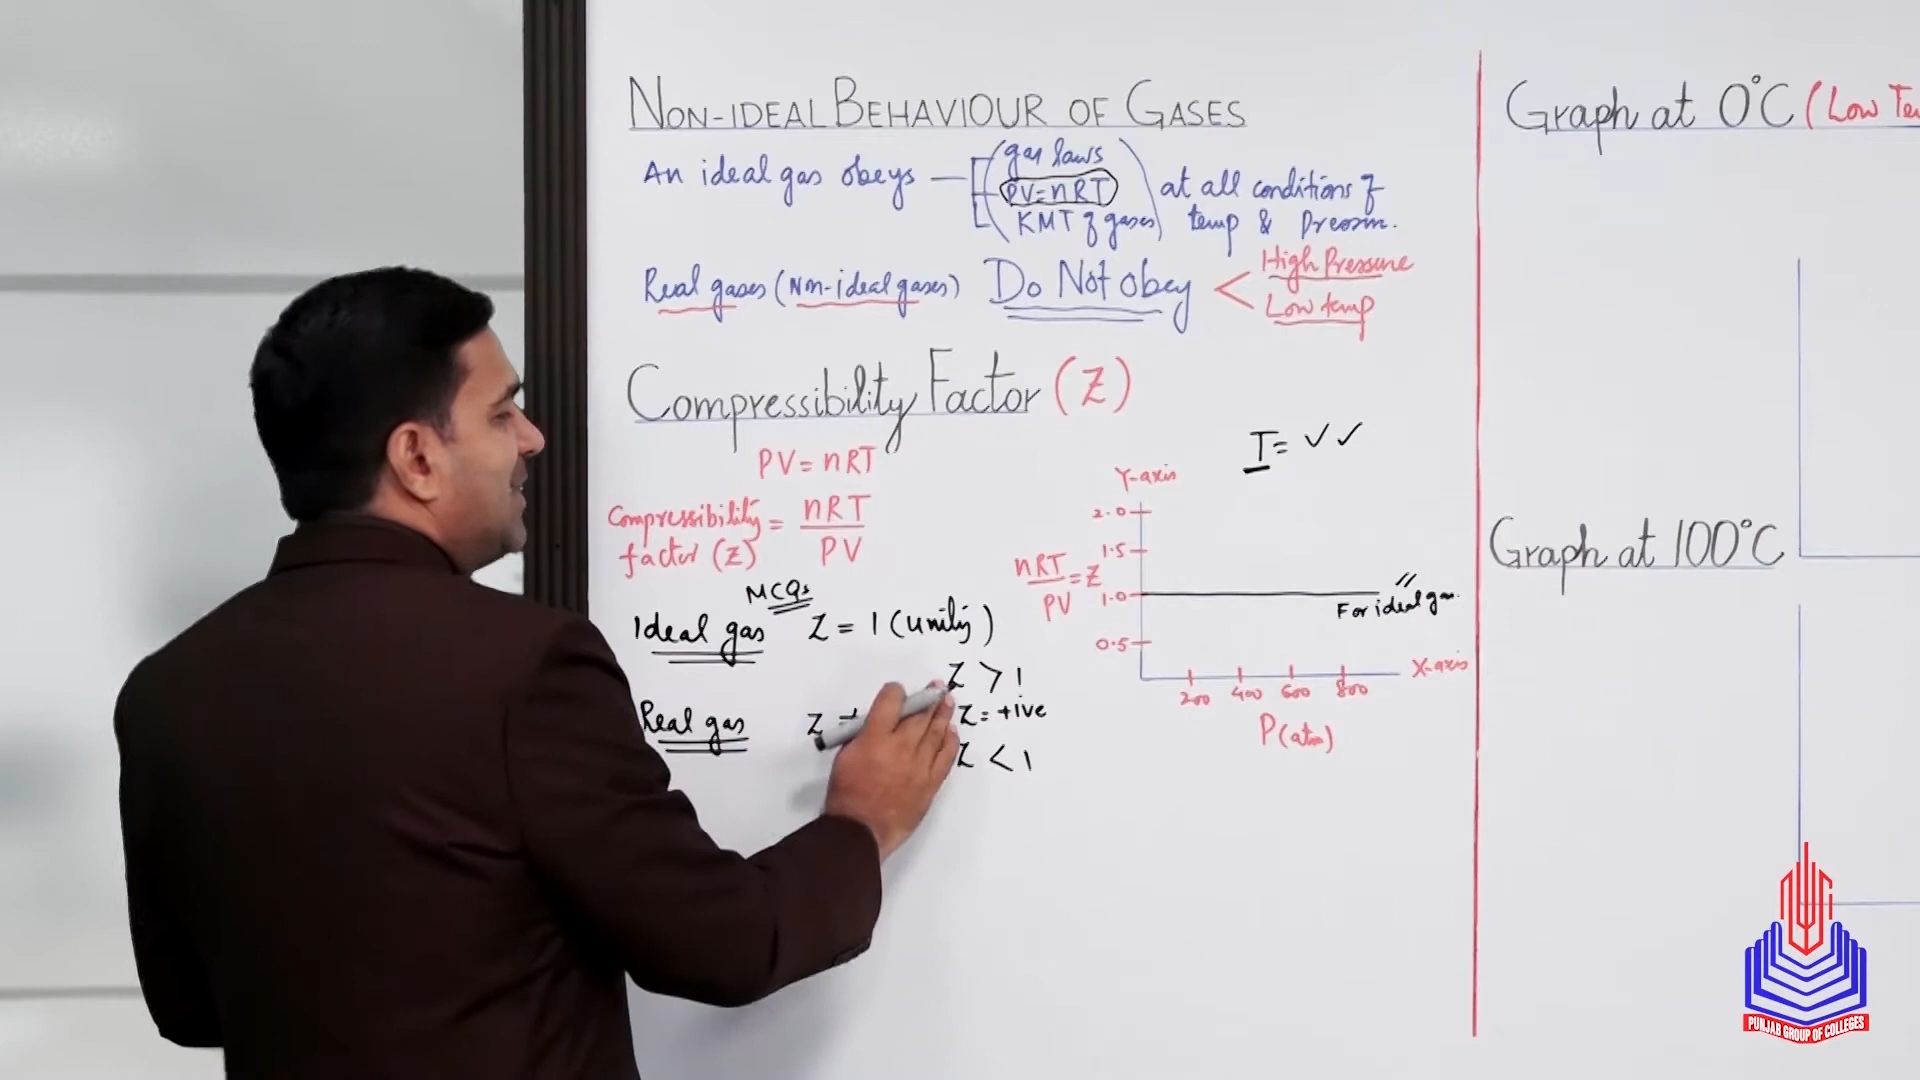 NON-IDEAL BEHAVIOUR OF GASES
An ideal gas obeys
gas laws
PV=nRT
KMT of gases
at all conditions of
temp &
Real gases (Non-ideal gases) Do Not obey
High Pressure
Low temp
Compressibility Factor (Z)
PV = nRT
Compressibility factor (Z) = nRT / PV
MCQs
Ideal gas Z = 1 (unity)
Real gas Z
Z > 1
Z = +ive
Z < 1
T = ✓✓
Y-axis
2.0
1.5
nRT / PV = Z
1.0
0.5
For ideal gas
X-axis
200 400 600 800
P(atm)
Graph at 0°C (Low
Graph at 100°C
PUNJAB GROUP OF COLLEGES